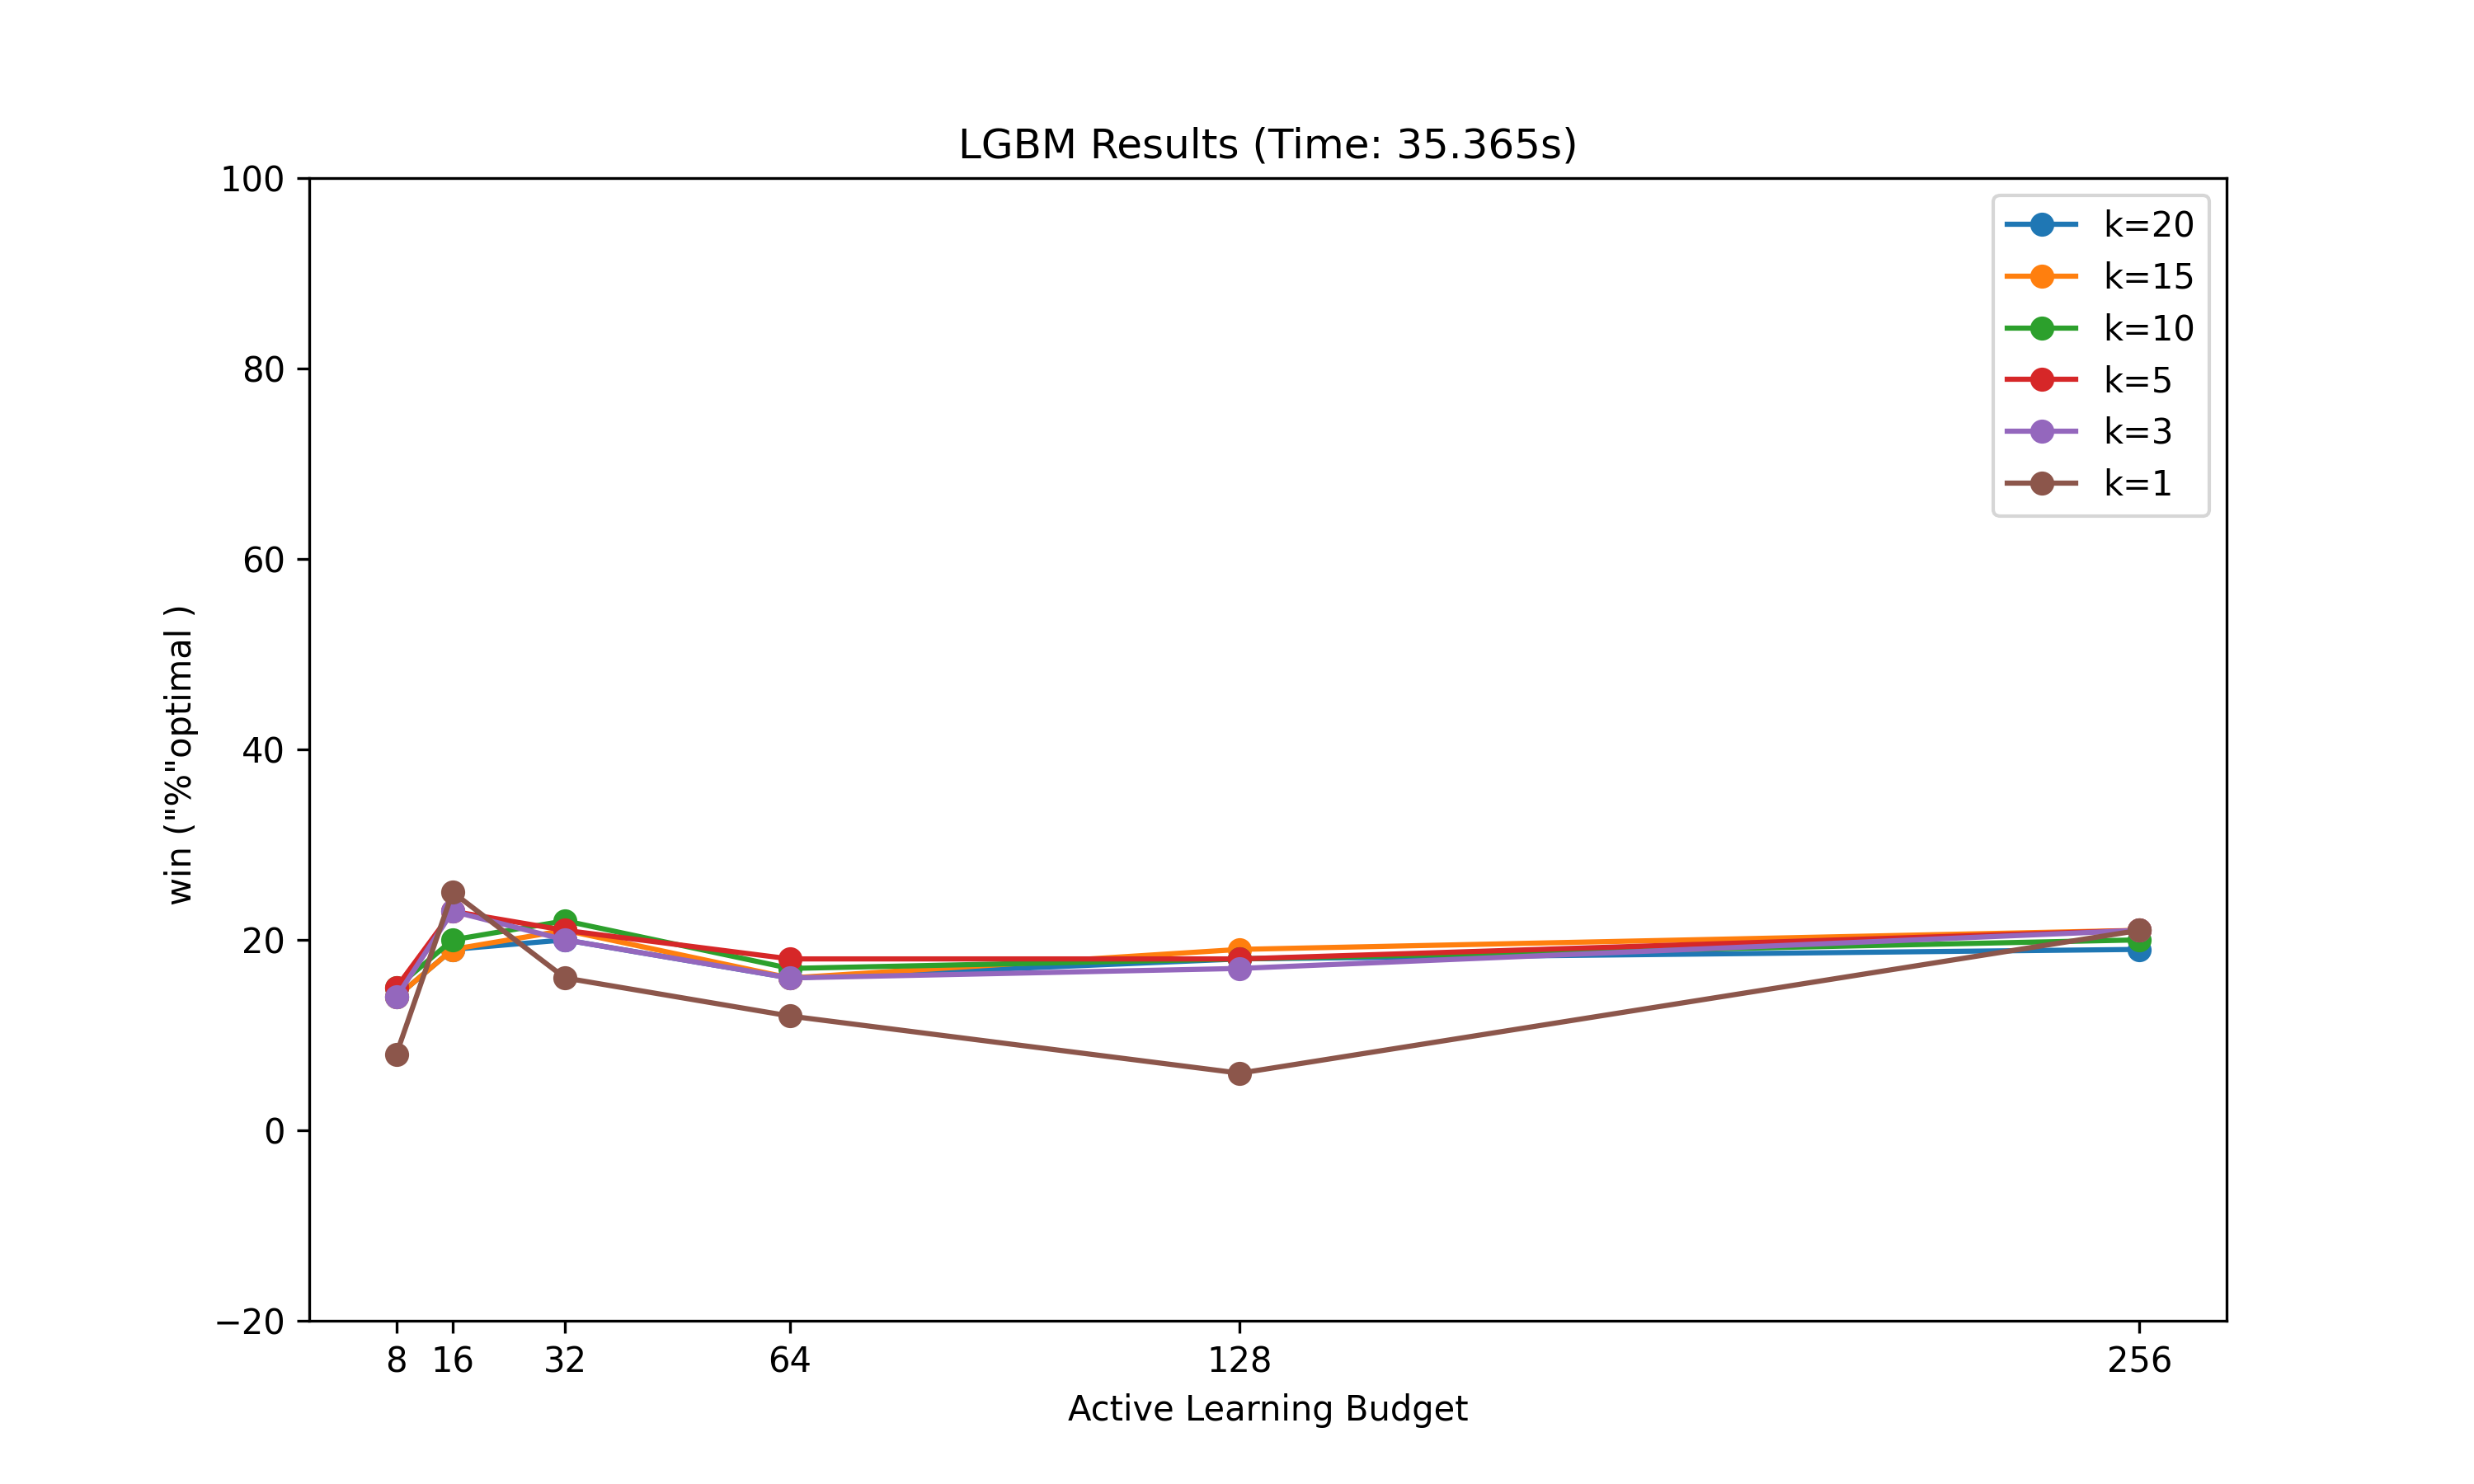 LGBM Results (Time: 35.365s)
100
80
60
40
20
0
−20
win ("%"optimal )
k=20
k=15
k=10
k=5
k=3
k=1
8 16 32 64 128 256
Active Learning Budget